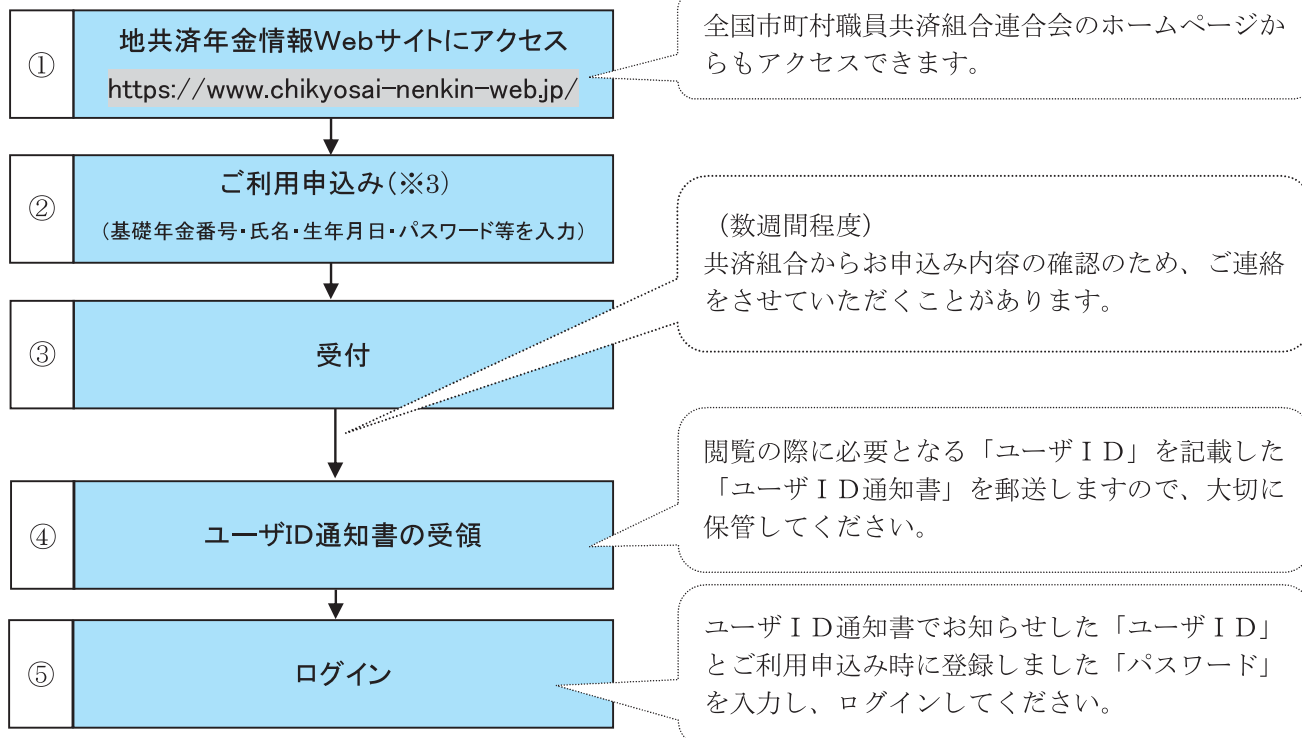 ①
地共済年金情報Webサイトにアクセス
https://www.chikyosai-nenkin-web.jp/
全国市町村職員共済組合連合会のホームページか
らもアクセスできます。
②
ご利用申込み(※3)
(基礎年金番号・氏名・生年月日・パスワード等を入力)
(数週間程度)
共済組合からお申込み内容の確認のため、ご連絡
をさせていただくことがあります。
③
受付
④
ユーザID通知書の受領
閲覧の際に必要となる「ユーザID」を記載した
「ユーザID通知書」を郵送しますので、大切に
保管してください。
⑤
ログイン
ユーザID通知書でお知らせした「ユーザID」
とご利用申込み時に登録しました「パスワード」
を入力し、ログインしてください。